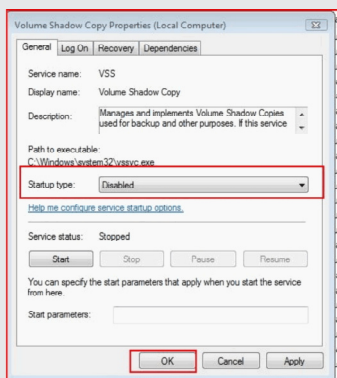 Volume Shadow Copy Properties (Local Computer)
General Log On Recovery Dependencies
Service name: VSS
Display name: Volume Shadow Copy
Description: Manages and implements Volume Shadow Copies
used for backup and other purposes. If this service
Path to executable:
C:\Windows\system32\vssvc.exe
Startup type: Disabled
Help me configure service startup options.
Service status: Stopped
Start Stop Pause Resume
You can specify the start parameters that apply when you start the service
from here.
Start parameters:
OK Cancel Apply